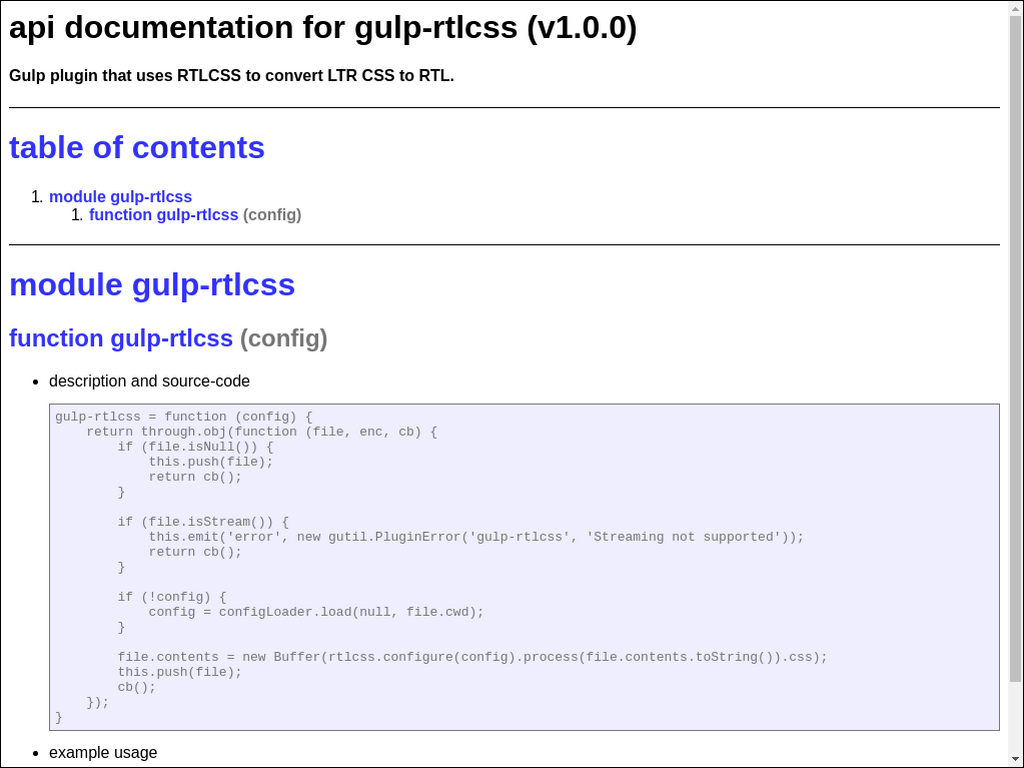 api documentation for gulp-rtlcss (v1.0.0)
Gulp plugin that uses RTLCSS to convert LTR CSS to RTL.
table of contents
1. module gulp-rtlcss
1. function gulp-rtlcss (config)
module gulp-rtlcss
function gulp-rtlcss (config)
• description and source-code
gulp-rtlcss = function (config) {
    return through.obj(function (file, enc, cb) {
        if (file.isNull()) {
            this.push(file);
            return cb();
        }
        if (file.isStream()) {
            this.emit('error', new gutil.PluginError('gulp-rtlcss', 'Streaming not supported'));
            return cb();
        }
        if (!config) {
            config = configLoader.load(null, file.cwd);
        }
        file.contents = new Buffer(rtlcss.configure(config).process(file.contents.toString()).css);
        this.push(file);
        cb();
    });
}
• example usage